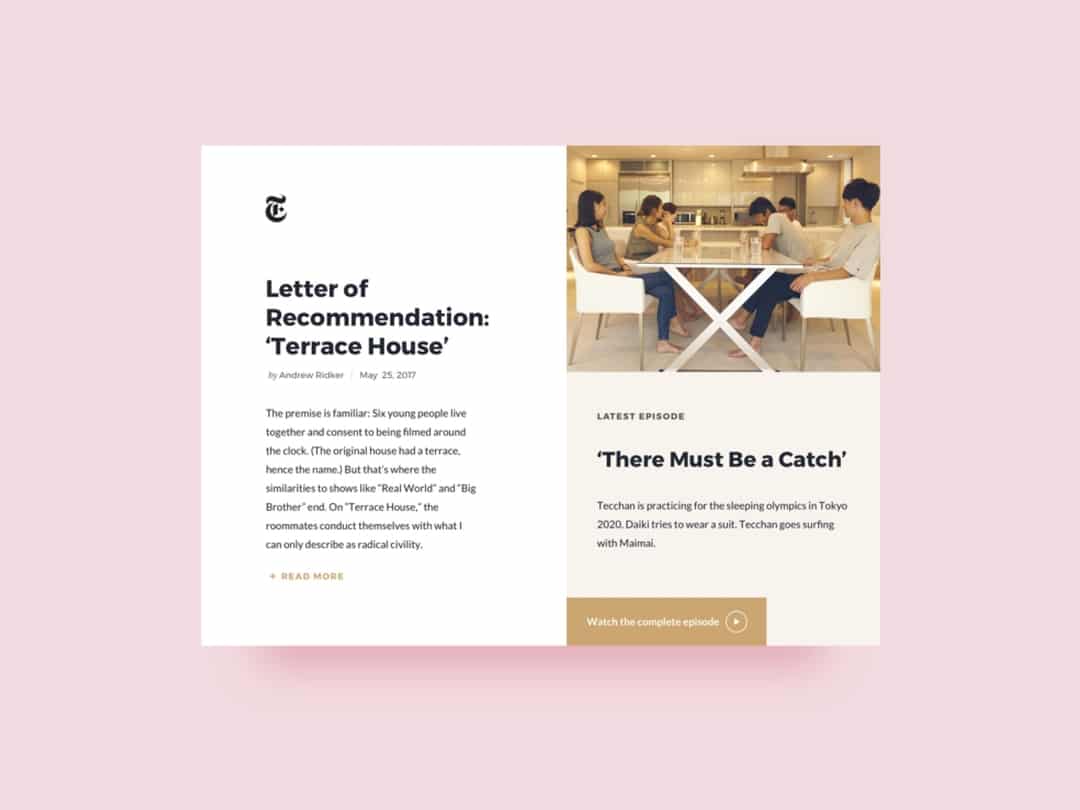 T
Letter of
Recommendation:
‘Terrace House’
by Andrew Ridker | May 25, 2017
The premise is familiar: Six young people live
together and consent to being filmed around
the clock. (The original house had a terrace,
hence the name.) But that’s where the
similarities to shows like “Real World” and “Big
Brother” end. On “Terrace House,” the
roommates conduct themselves with what I
can only describe as radical civility.
+ READ MORE
LATEST EPISODE
‘There Must Be a Catch’
Tecchan is practicing for the sleeping olympics in Tokyo
2020. Daiki tries to wear a suit. Tecchan goes surfing
with Maimai.
Watch the complete episode